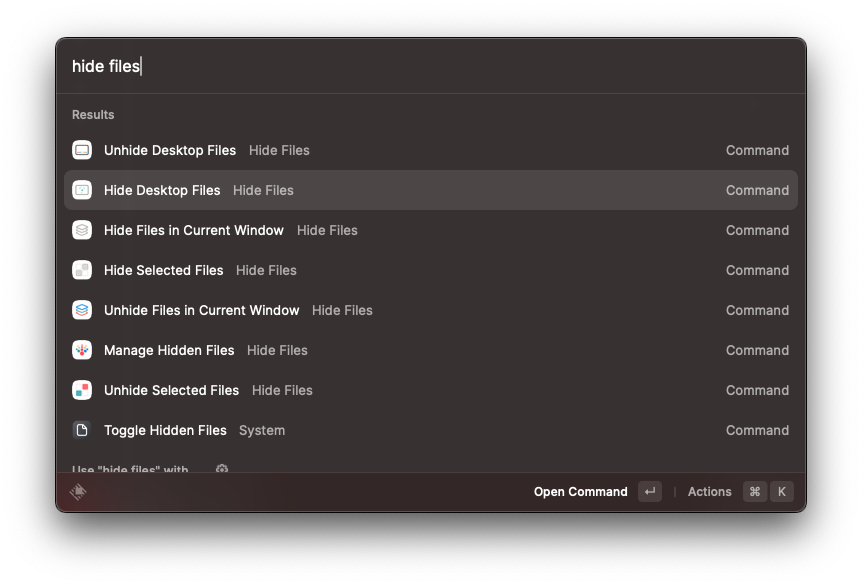 hide files
Results
Unhide Desktop Files Hide Files Command
Hide Desktop Files Hide Files Command
Hide Files in Current Window Hide Files Command
Hide Selected Files Hide Files Command
Unhide Files in Current Window Hide Files Command
Manage Hidden Files Hide Files Command
Unhide Selected Files Hide Files Command
Toggle Hidden Files System Command
Use "hide files" with
Open Command ↵ | Actions ⌘ K